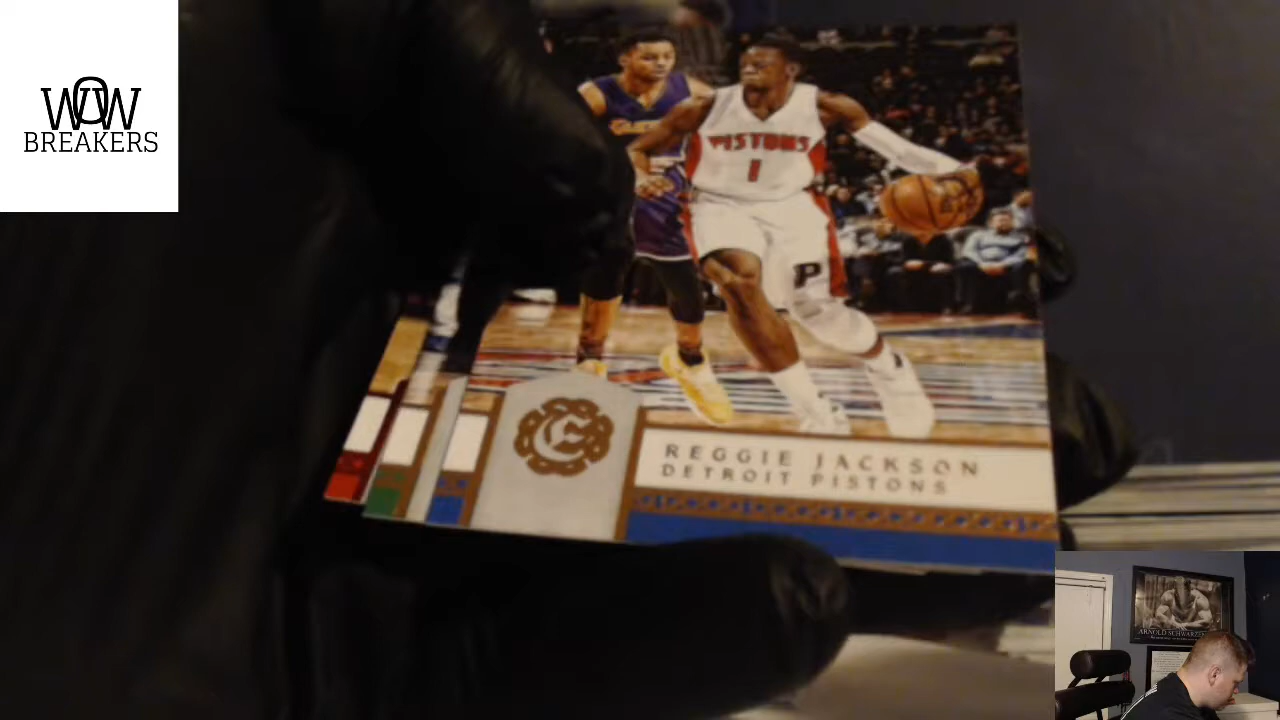 WOW
BREAKERS
PISTONS
1
P
REGGIE JACKSON
DETROIT PISTONS
ARNOLD SCHWARZE